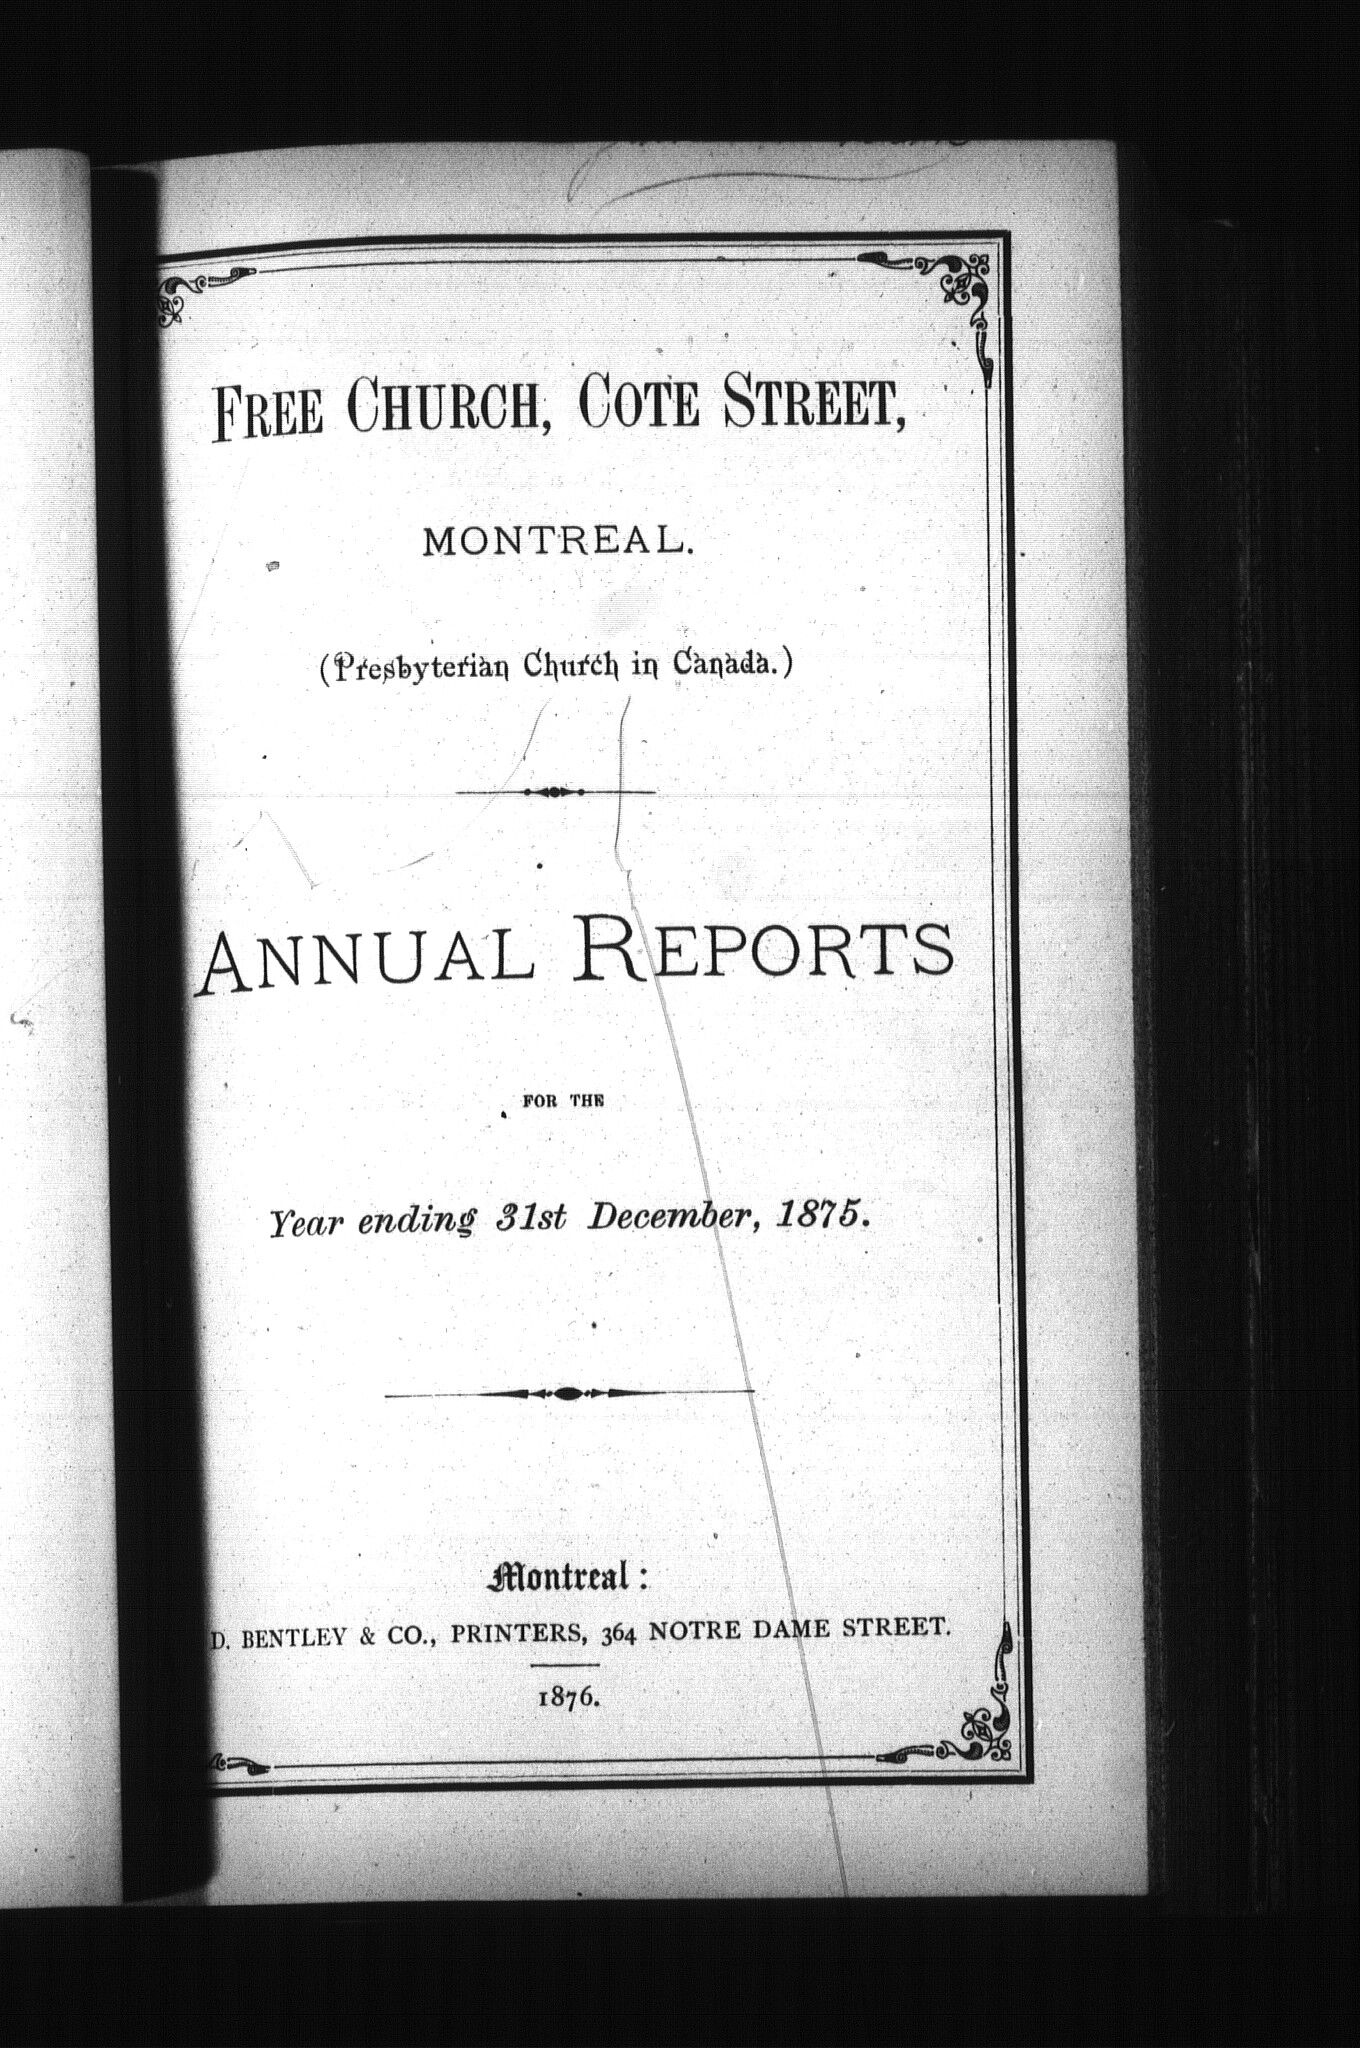 FREE CHURCH, COTE STREET,
MONTREAL.
(Presbyterian Church in Canada.)
ANNUAL REPORTS
FOR THE
Year ending 31st December, 1875.
Montreal:
D. BENTLEY & CO., PRINTERS, 364 NOTRE DAME STREET.
1876.